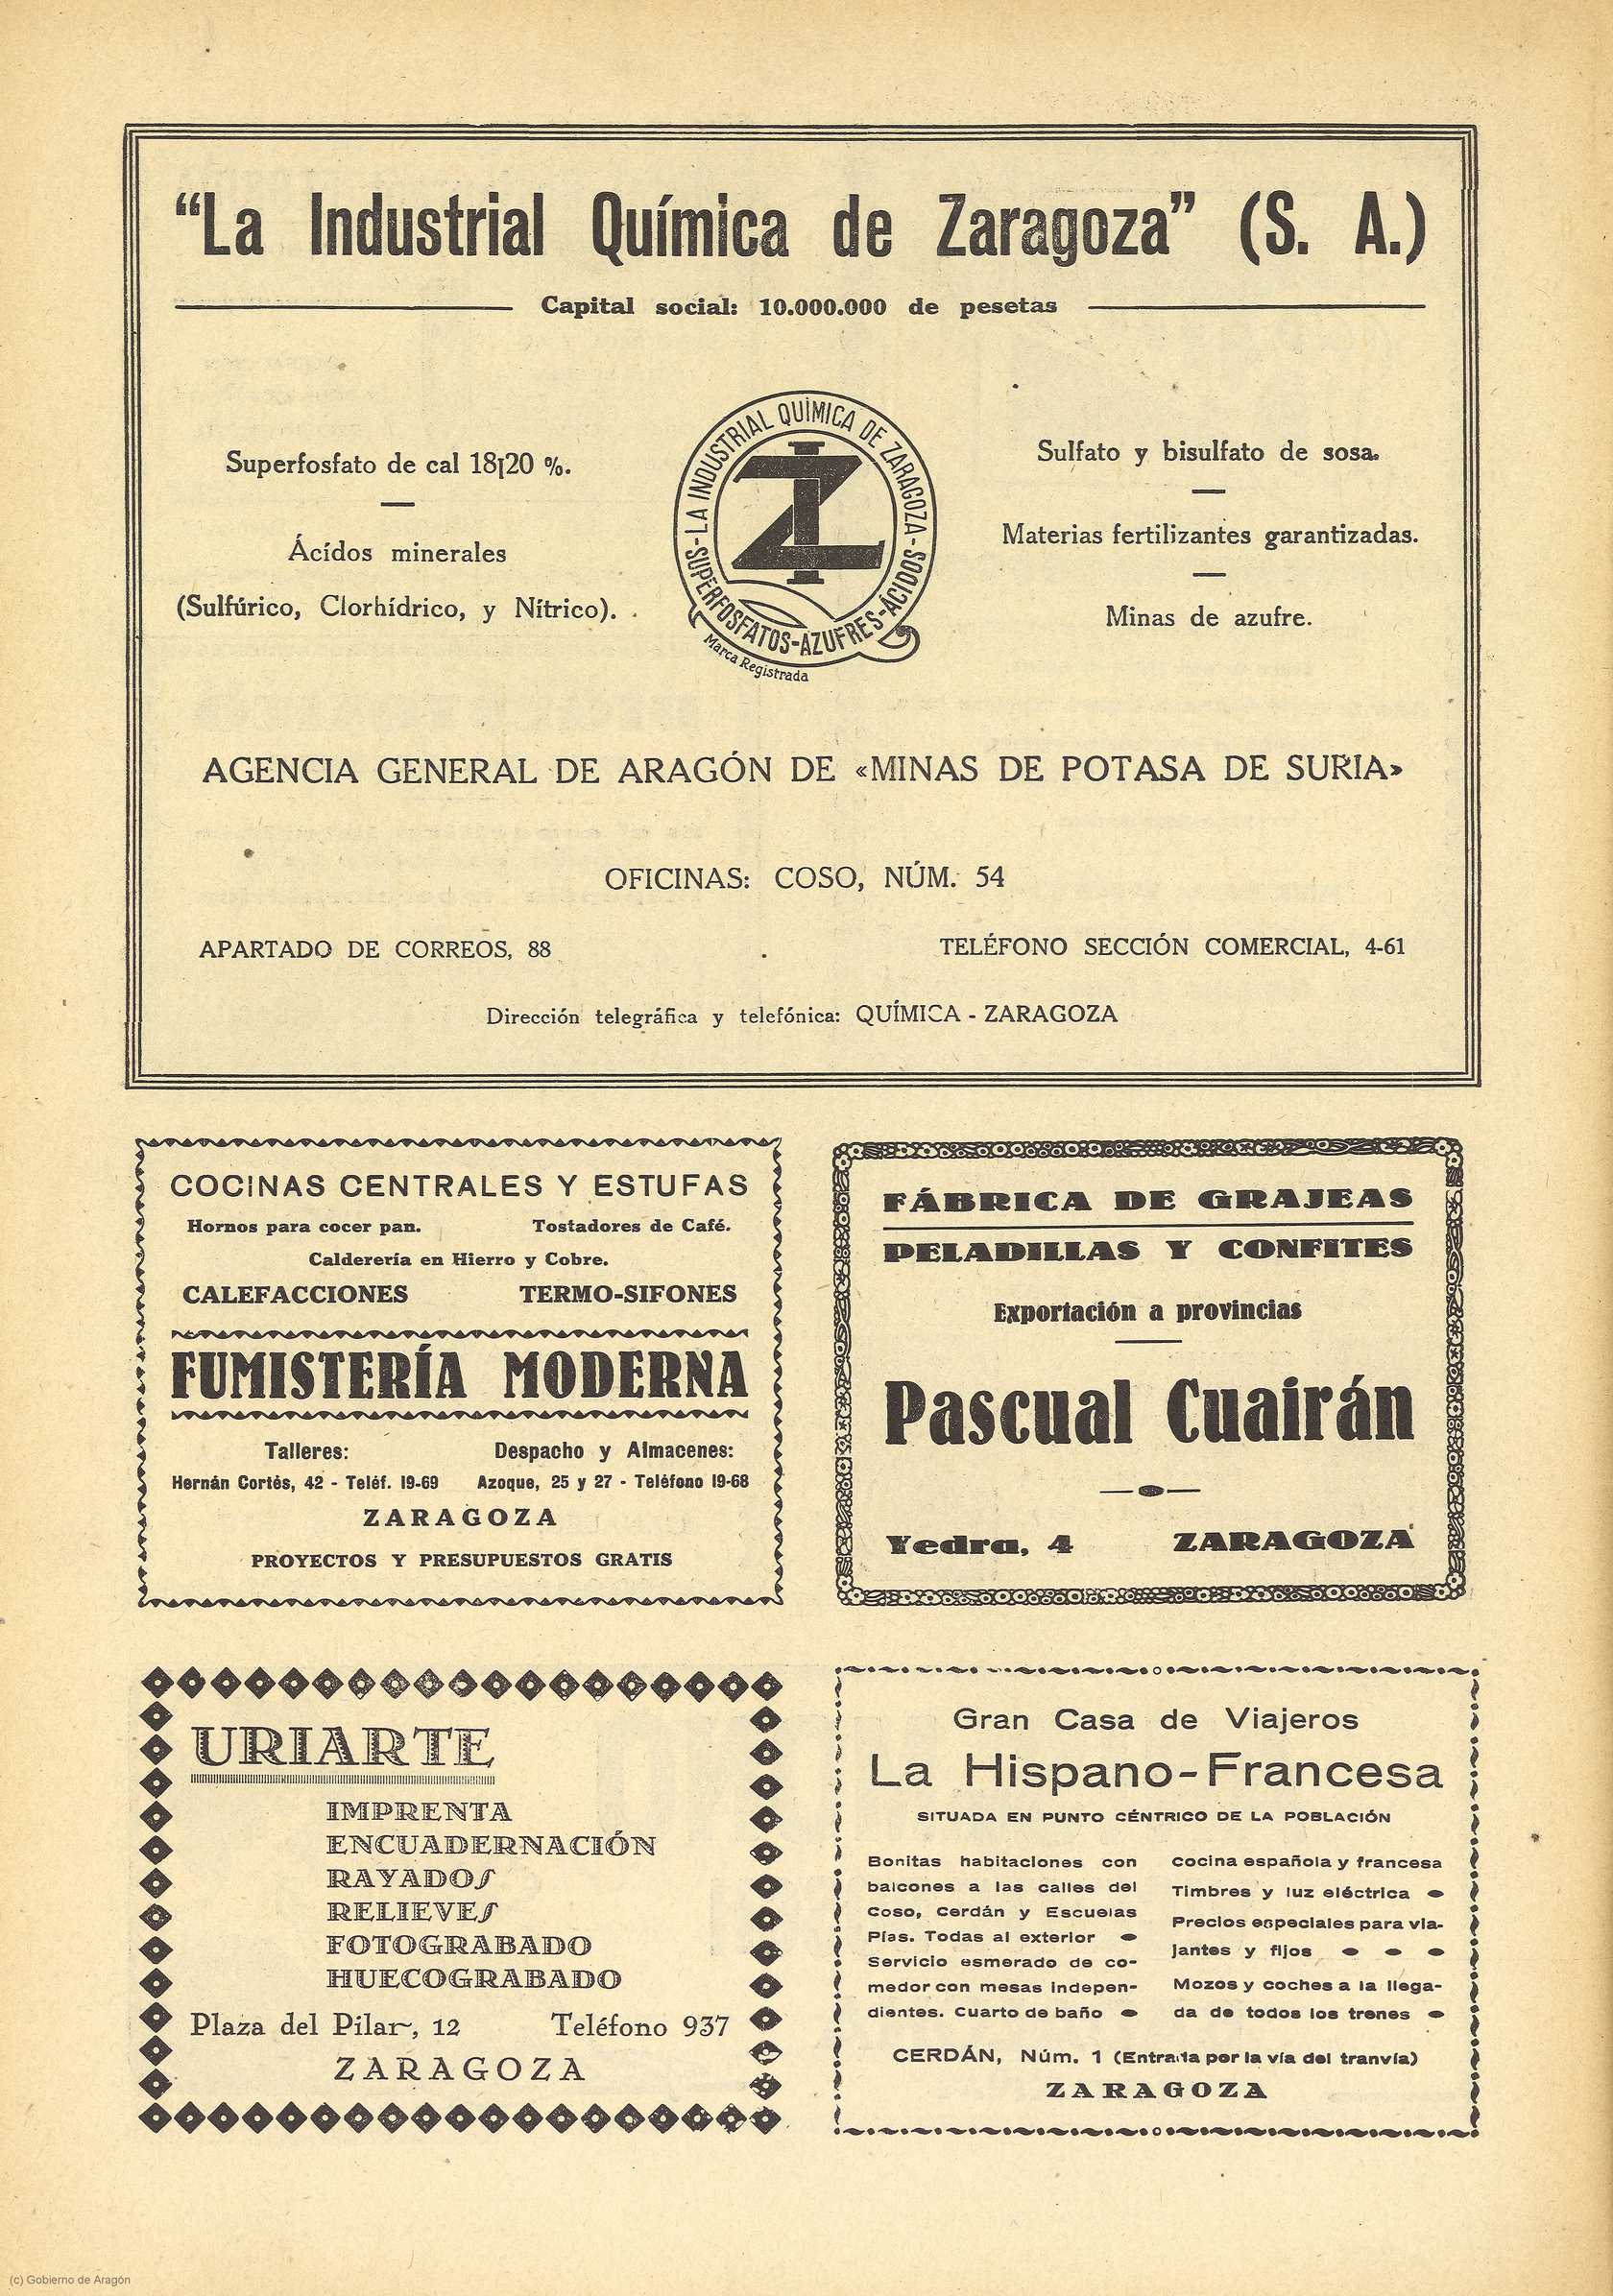 “La Industrial Química de Zaragoza” (S. A.)
Capital social: 10.000.000 de pesetas
Superfosfato de cal 18¡20 %.
Ácidos minerales
(Sulfúrico, Clorhídrico, y Nítrico).
LA INDUSTRIAL QUÍMICA DE ZARAGOZA-
SUPERFOSFATOS-AZUFRES-ÁCIDOS-
Marca Registrada
Sulfato y bisulfato de sosa.
Materias fertilizantes garantizadas.
Minas de azufre.
AGENCIA GENERAL DE ARAGÓN DE «MINAS DE POTASA DE SURIA»
OFICINAS: COSO, NÚM. 54
APARTADO DE CORREOS, 88
TELÉFONO SECCIÓN COMERCIAL, 4-61
Dirección telegráfica y telefónica: QUÍMICA - ZARAGOZA
COCINAS CENTRALES Y ESTUFAS
Hornos para cocer pan. Tostadores de Café.
Calderería en Hierro y Cobre.
CALEFACCIONES TERMO-SIFONES
FUMISTERÍA MODERNA
Talleres: Despacho y Almacenes:
Hernán Cortés, 42 - Teléf. 19-69 Azoque, 25 y 27 - Teléfono 19-68
ZARAGOZA
PROYECTOS Y PRESUPUESTOS GRATIS
FÁBRICA DE GRAJEAS
PELADILLAS Y CONFITES
Exportación a provincias
Pascual Cuairán
Yedra, 4 ZARAGOZA
URIARTE
IMPRENTA
ENCUADERNACIÓN
RAYADOS
RELIEVES
FOTOGRABADO
HUECOGRABADO
Plaza del Pilar, 12 Teléfono 937
ZARAGOZA
Gran Casa de Viajeros
La Hispano-Francesa
SITUADA EN PUNTO CÉNTRICO DE LA POBLACIÓN
Bonitas habitaciones con
balcones a las calles del
Coso, Cerdán y Escuelas
Pías. Todas al exterior
Servicio esmerado de co-
medor con mesas indepen-
dientes. Cuarto de baño
Cocina española y francesa
Timbres y luz eléctrica
Precios especiales para via-
jantes y fijos
Mozos y coches a la llega-
da de todos los trenes
CERDÁN, Núm. 1 (Entrada por la vía del tranvía)
ZARAGOZA
(c) Gobierno de Aragón